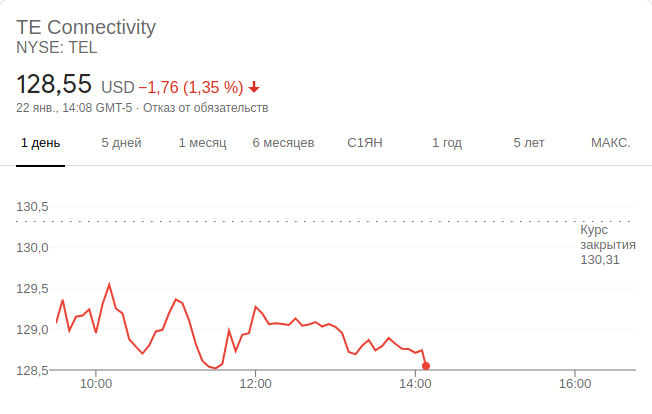 TE Connectivity
NYSE: TEL
128,55 USD −1,76 (1,35 %)
22 янв., 14:08 GMT-5 · Отказ от обязательств
1 день 5 дней 1 месяц 6 месяцев С1ЯН 1 год 5 лет МАКС.
130,5
Курс
закрытия
130,31
130,0
129,5
129,0
128,5
10:00 12:00 14:00 16:00